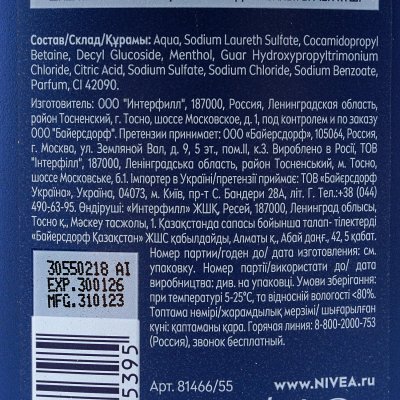 Состав/Склад/Құрамы: Aqua, Sodium Laureth Sulfate, Cocamidopropyl
Betaine, Decyl Glucoside, Menthol, Guar Hydroxypropyltrimonium
Chloride, Citric Acid, Sodium Sulfate, Sodium Chloride, Sodium Benzoate,
Parfum, CI 42090.
Изготовитель: ООО "Интерфилл", 187000, Россия, Ленинградская область,
район Тосненский, г. Тосно, шоссе Московское, д. 1, под контролем и по заказу
ООО "Байерсдорф". Претензии принимает: ООО «Байерсдорф», 105064, Россия,
г. Москва, ул. Земляной Вал, д. 9, 5 эт., пом.II, к.3. Вироблено в Росії, ТОВ
"Інтерфілл", 187000, Ленінградська область, район Тосненський, м. Тосно,
шосе Московське, б.1. Імпортер в Україні/претензії приймає: ТОВ «Байєрсдорф
Україна», Україна, 04073, м. Київ, пр-т С. Бандери 28А, літ. Г. Тел:+38 (044)
490-63-95. Өндіруші: «Интерфилл» ЖШҚ, Ресей, 187000, Ленинград облысы,
Тосно қ., Мәскеу тасжолы, 1. Қазақстанда сапасы бойынша талап- тілектерді
«Байерсдорф Қазақстан» ЖШС қабылдайды, Алматы қ., Абай даңғ., 42, 5 қабат.
Номер партии/годен до/ дата изготовления: см.
упаковку. Номер партії/використати до/ дата
виробництва: див. на упаковці. Умови зберігання:
при температурі 5-25°С, та відносній вологості <80%.
Топтама нөмірі/жарамдылық мерзімі/ шығарылған
күні: қаптаманы қара. Горячая линия: 8-800-2000-753
(Россия), звонок бесплатный.
30550218 AI
EXP.300126
MFG.310123
5395
Арт. 81466/55
www.NIVEA.ru